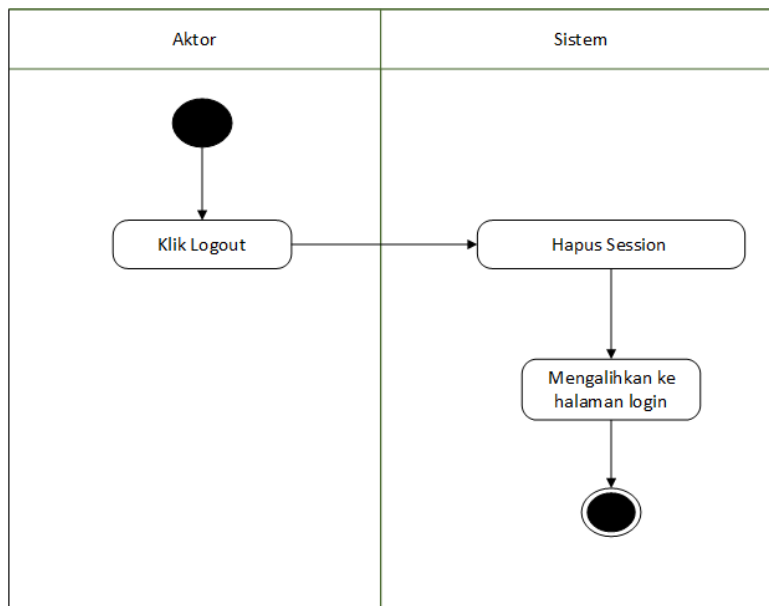 Aktor
Sistem
Klik Logout
Hapus Session
Mengalihkan ke
halaman login